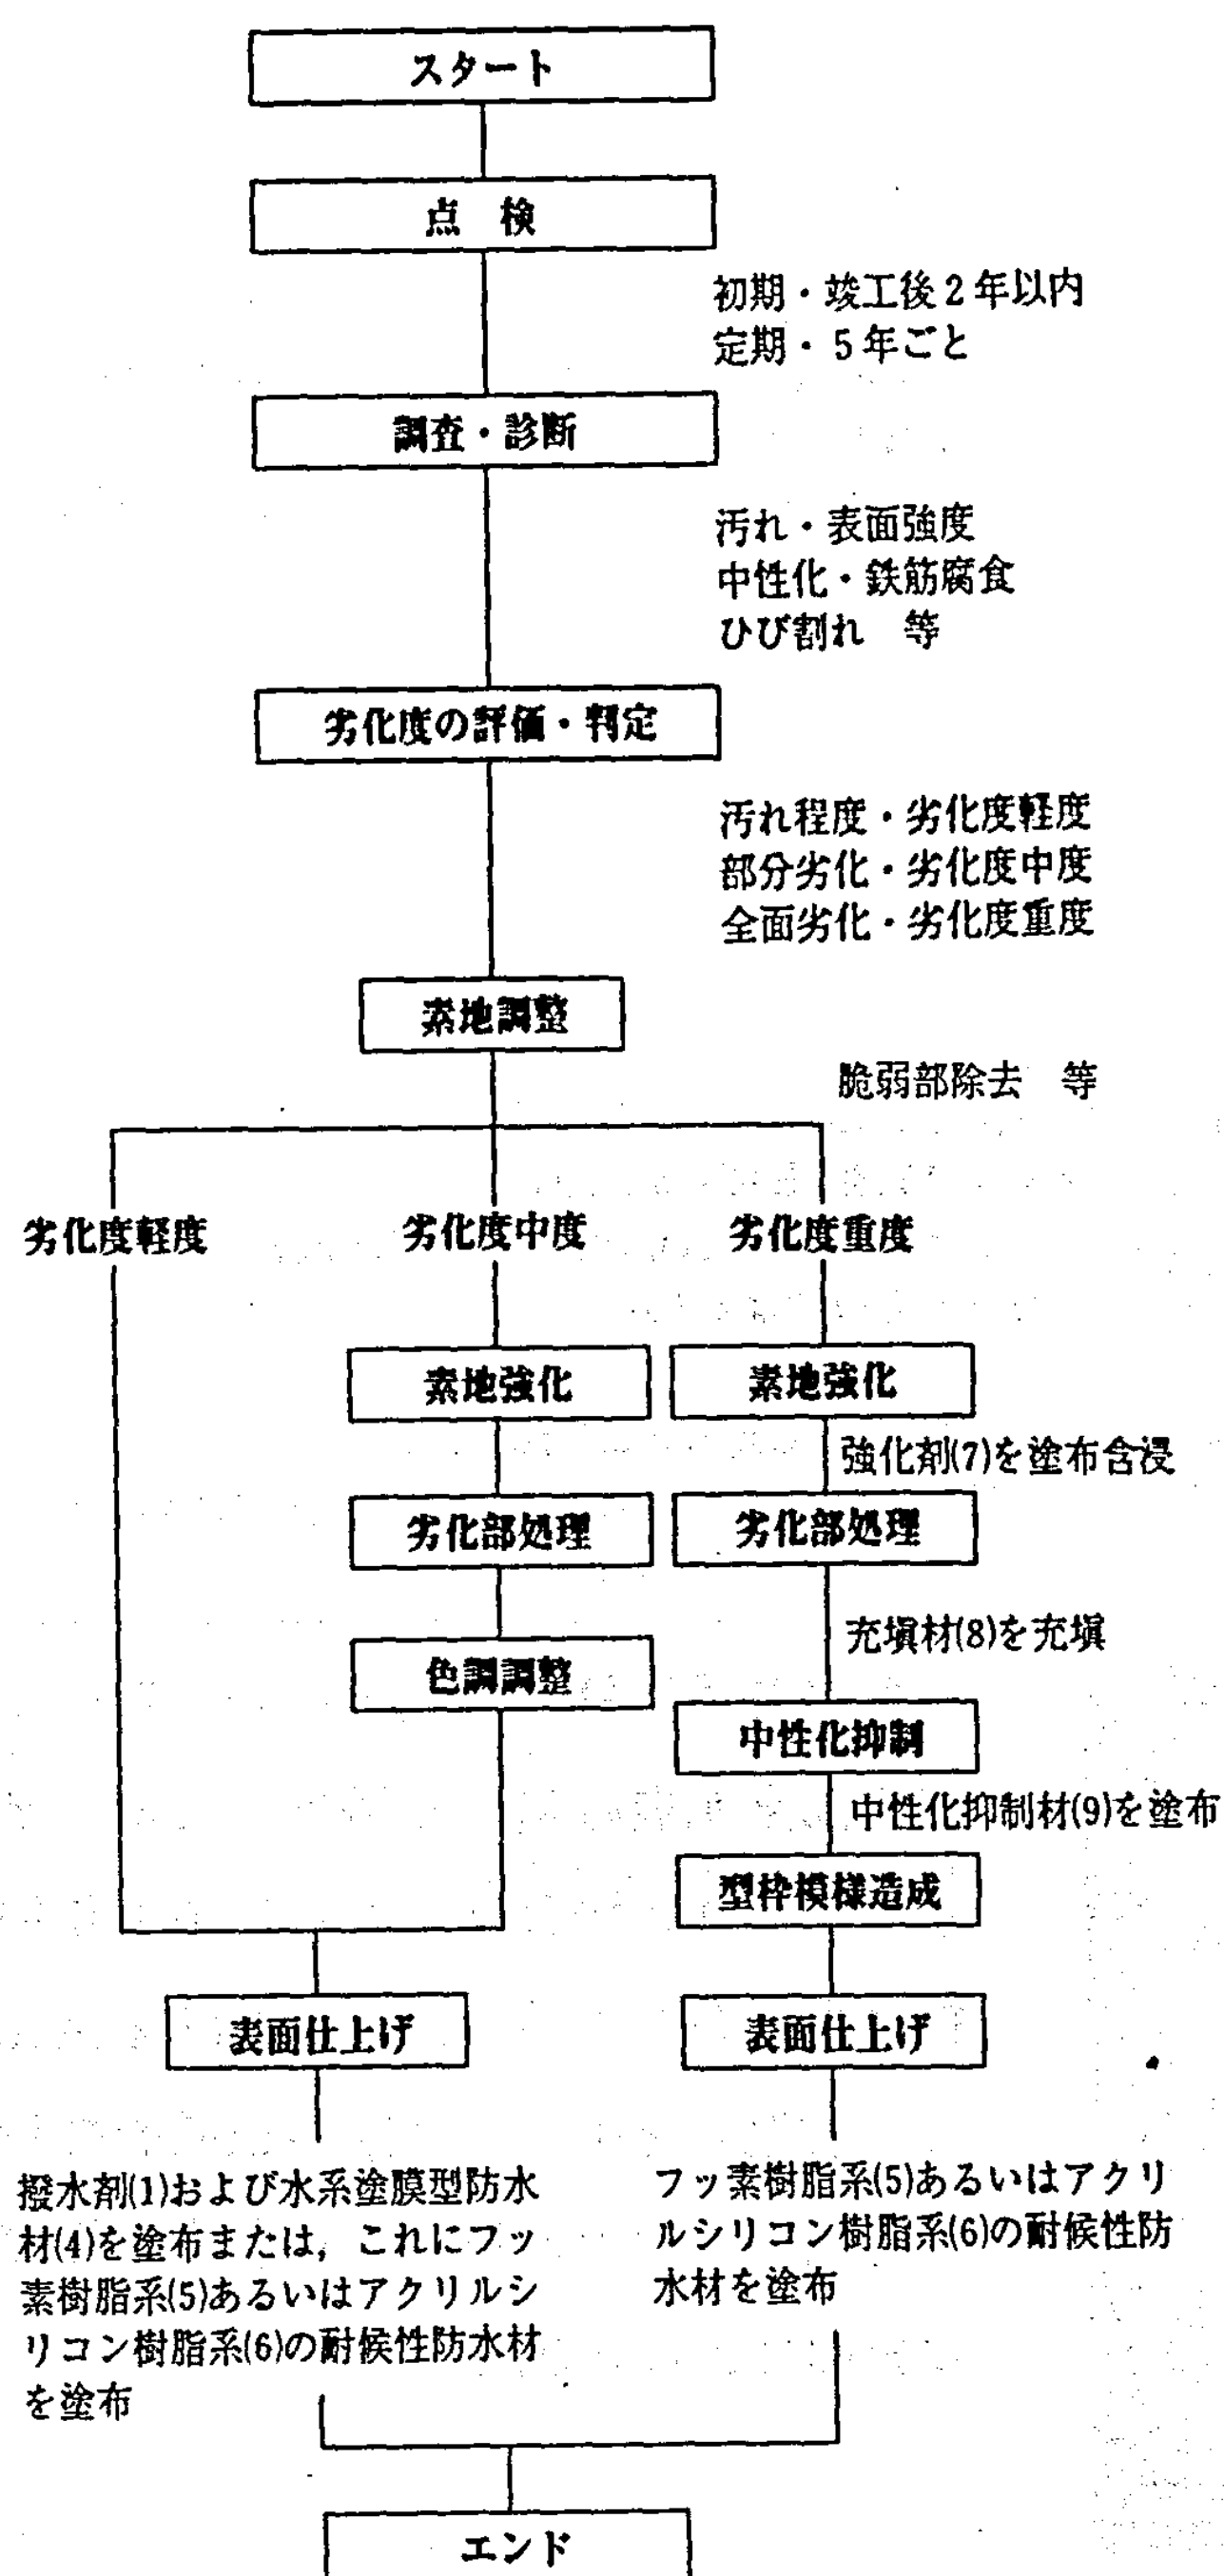 スタート
点 検
初期・竣工後2年以内
定期・5年ごと
調査・診断
汚れ・表面強度
中性化・鉄筋腐食
ひび割れ 等
劣化度の評価・判定
汚れ程度・劣化度軽度
部分劣化・劣化度中度
全面劣化・劣化度重度
素地調整
脆弱部除去 等
劣化度軽度
劣化度中度
劣化度重度
素地強化
素地強化
強化剤(7)を塗布含浸
劣化部処理
劣化部処理
充塡材(8)を充塡
色調調整
中性化抑制
中性化抑制材(9)を塗布
型枠模様造成
表面仕上げ
表面仕上げ
撥水剤(1)および水系塗膜型防水
材(4)を塗布または，これにフッ
素樹脂系(5)あるいはアクリルシ
リコン樹脂系(6)の耐候性防水材
を塗布
フッ素樹脂系(5)あるいはアクリ
ルシリコン樹脂系(6)の耐候性防
水材を塗布
エンド